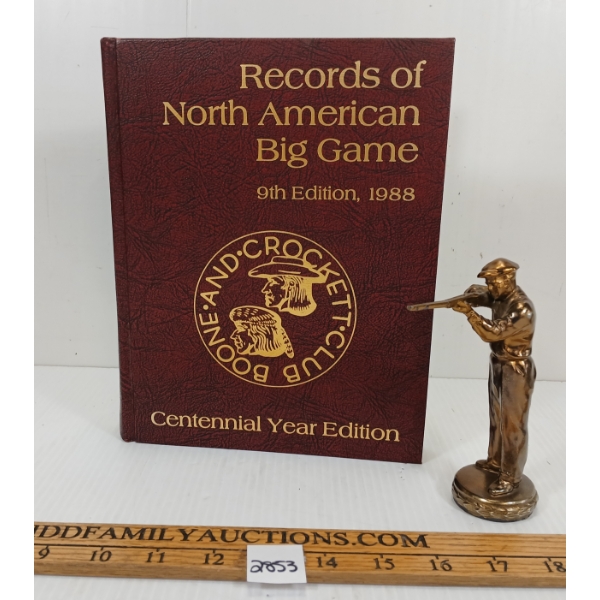 Records of
North American
Big Game
9th Edition, 1988
BOONE·AND·CROCKETT·CLUB
Centennial Year Edition
DDFAMILYAUCTIONS.COM
9 10 11 12 14 15 16 17 18
2853